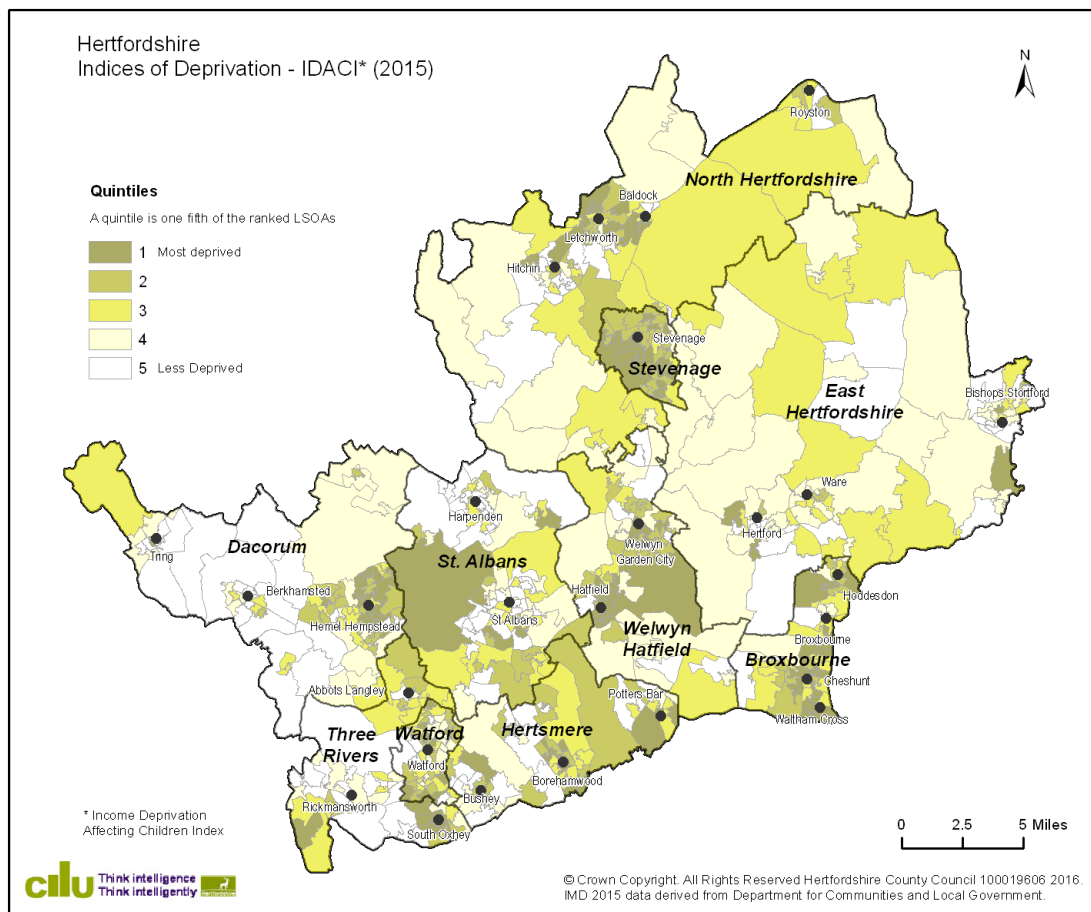 Hertfordshire
Indices of Deprivation - IDACI* (2015)
N
Quintiles
A quintile is one fifth of the ranked LSOAs
1 Most deprived
2
3
4
5 Less Deprived
Royston
North Hertfordshire
Baldock
Letchworth
Hitchin
Stevenage
Stevenage
East
Hertfordshire
Bishops Stortford
Ware
Hertford
Harpenden
Welwyn
Garden City
Tring
Dacorum
St. Albans
Berkhamsted
Hemel Hempstead
St Albans
Hatfield
Hoddesdon
Welwyn
Hatfield
Broxbourne
Broxbourne
Cheshunt
Waltham Cross
Abbots Langley
Potters Bar
Three
Rivers
Watford
Watford
Hertsmere
Borehamwood
Bushey
Rickmansworth
South Oxhey
* Income Deprivation
Affecting Children Index
0 2.5 5 Miles
cilu Think intelligence
Think intelligently
Hertfordshire
© Crown Copyright. All Rights Reserved Hertfordshire County Council 100019606 2016.
IMD 2015 data derived from Department for Communities and Local Government.